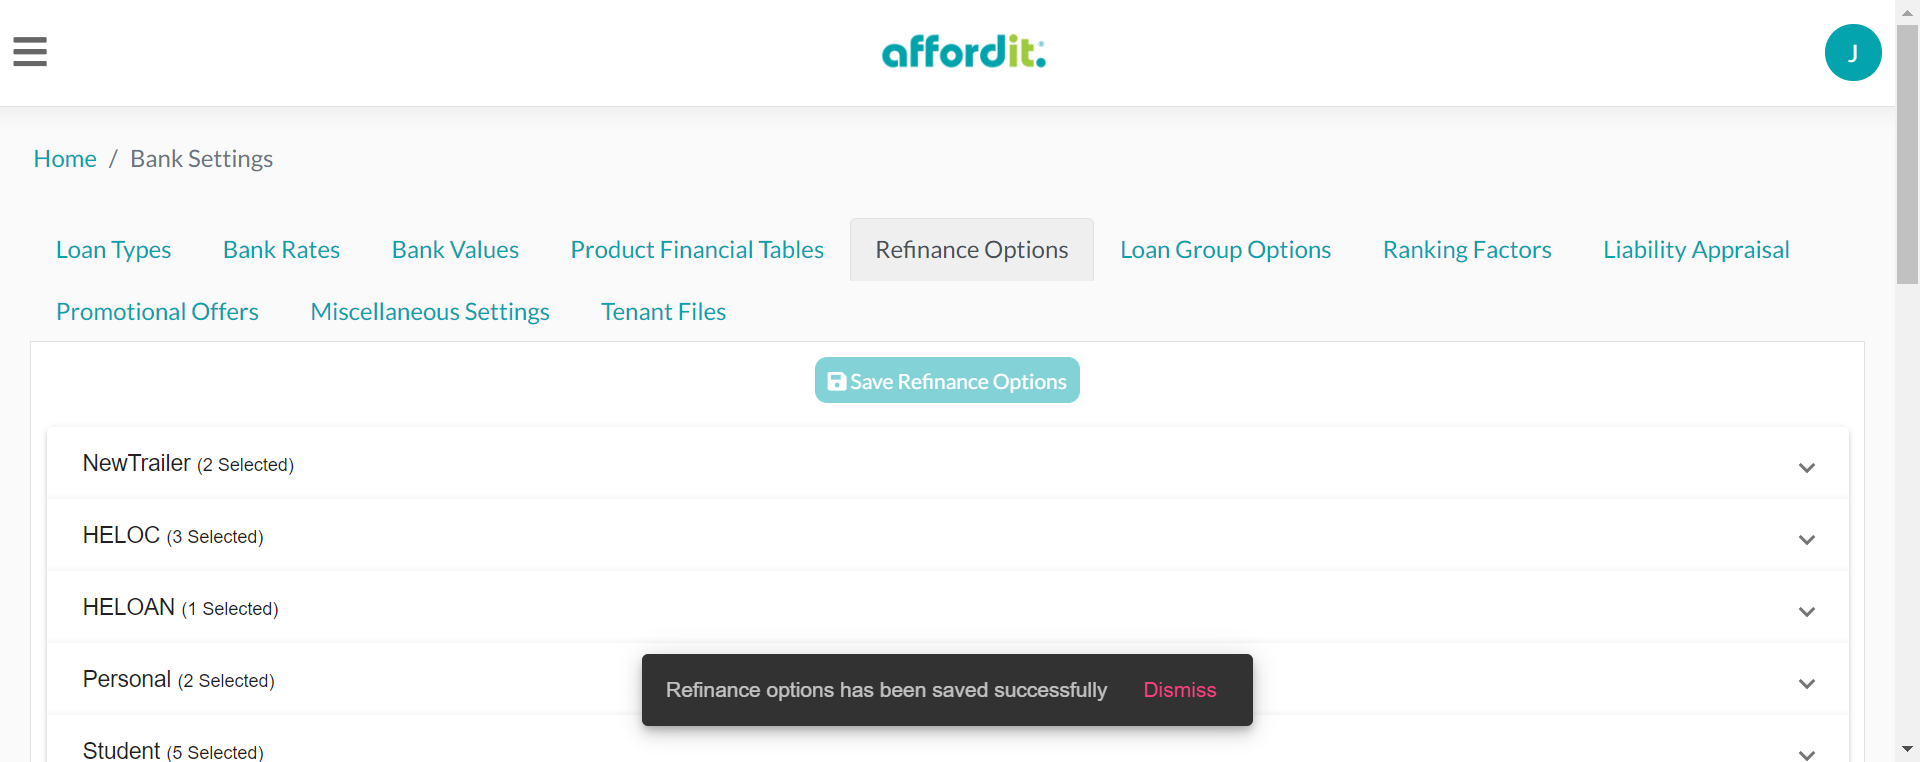 affordit:
J
Home / Bank Settings
Loan Types Bank Rates Bank Values Product Financial Tables Refinance Options Loan Group Options Ranking Factors Liability Appraisal
Promotional Offers Miscellaneous Settings Tenant Files
Save Refinance Options
NewTrailer (2 Selected)
HELOC (3 Selected)
HELOAN (1 Selected)
Personal (2 Selected)
Refinance options has been saved successfully Dismiss
Student (5 Selected)